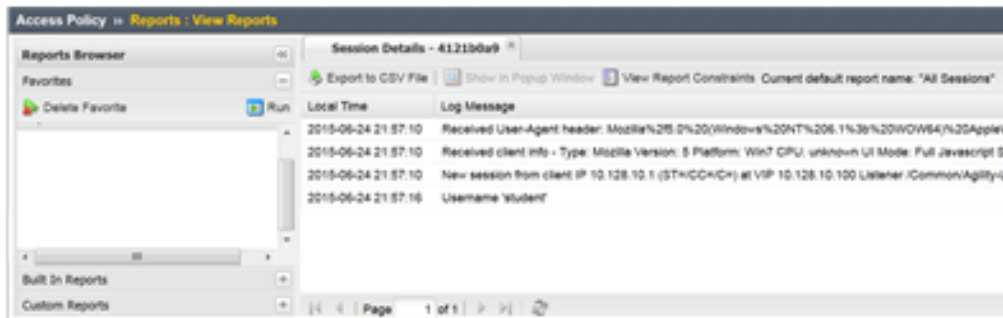 Access Policy » Reports : View Reports
Reports Browser
Favorites
Delete Favorite Run
Built In Reports
Custom Reports
Session Details - 4121b0a9
Export to CSV File Show in Popup Window View Report Constraints Current default report name: "All Sessions"
Local Time Log Message
2015-06-24 21:57:10 Received User-Agent header: Mozilla%2f5.0%20(Windows%20NT%206.1%3b%20WOW64)%20Apple
2015-06-24 21:57:10 Received client info - Type: Mozilla Version: 5 Platform: Win7 CPU: unknown UI Mode: Full Javascript S
2015-06-24 21:57:10 New session from client IP 10.128.10.1 (ST=/CC=/C=) at VIP 10.128.10.100 Listener /Common/Agility-
2015-06-24 21:57:16 Username 'student'
Page 1 of 1